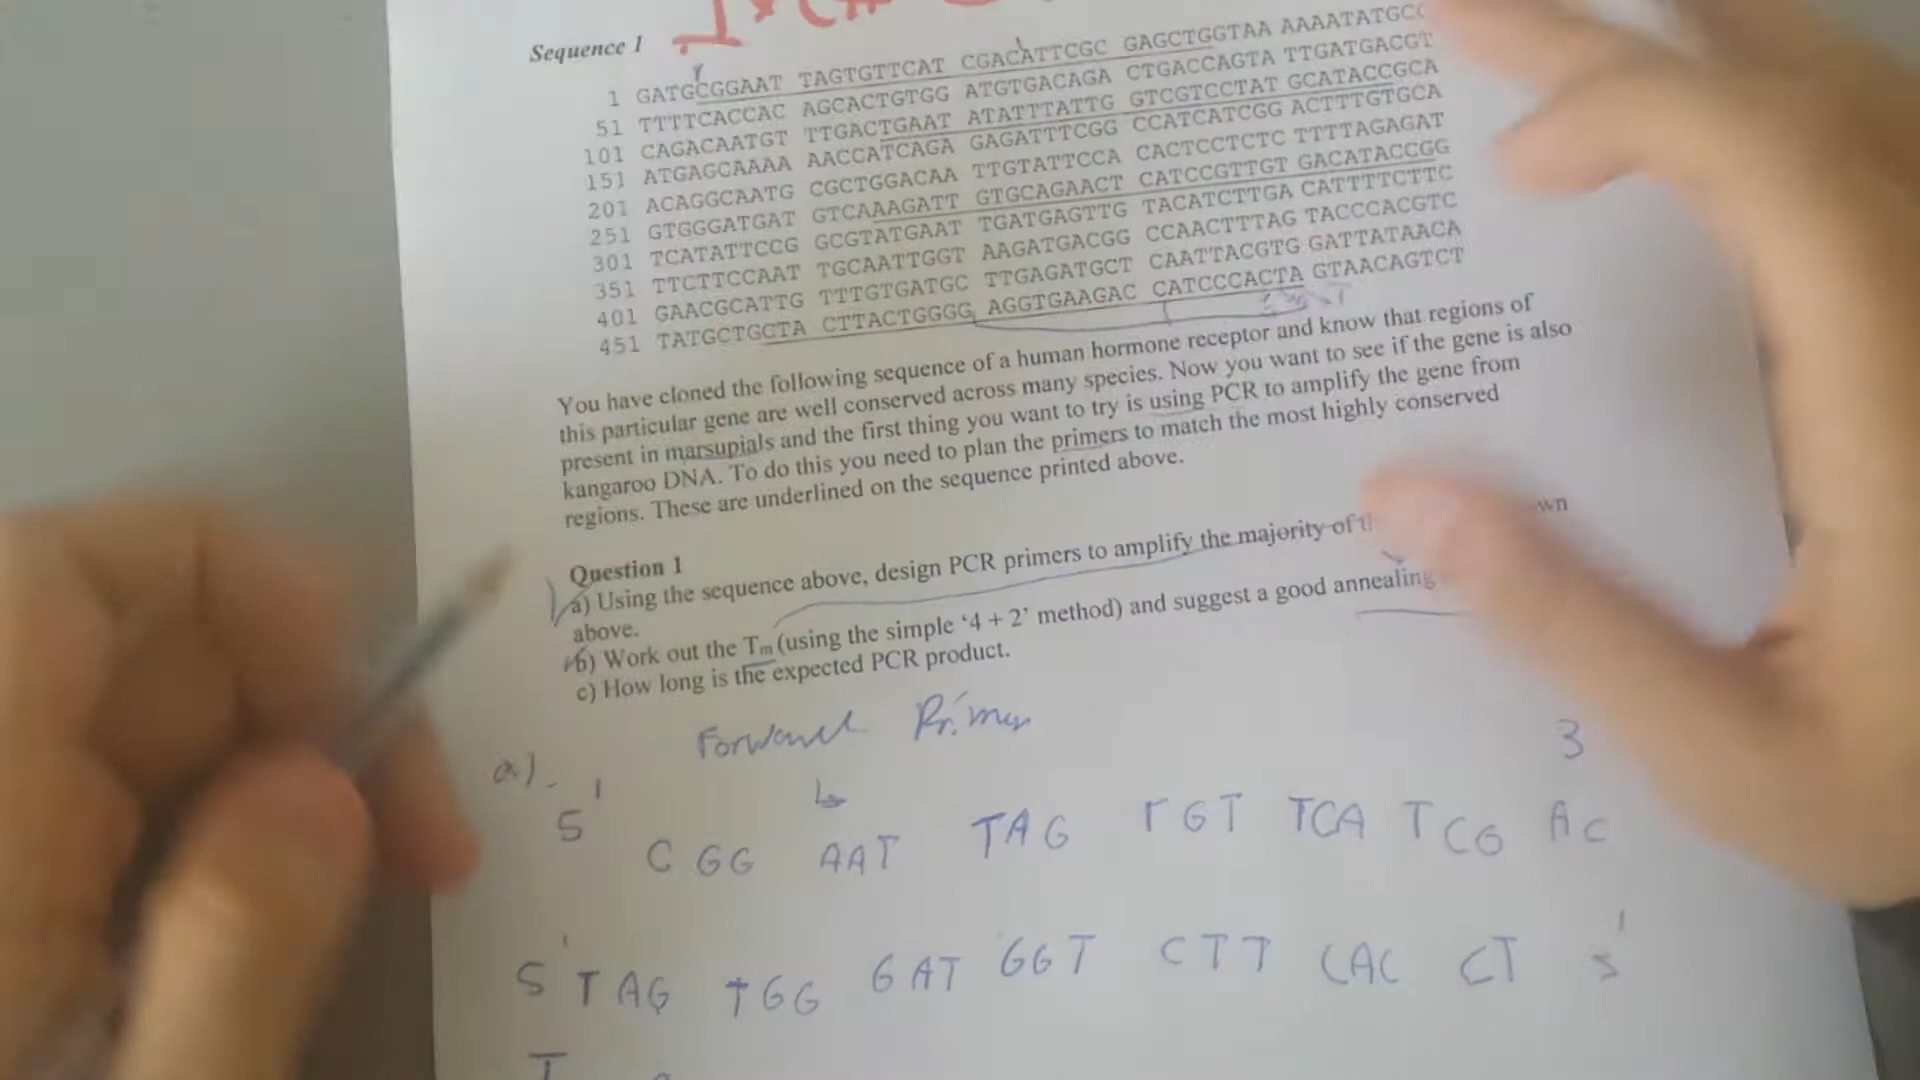 Sequence 1
1 GATGCGGAAT TAGTGTTCAT CGACATTCGC GAGCTGGTAA AAAATATGCC
51 TTTTCACCAC AGCACTGTGG ATGTGACAGA CTGACCAGTA TTGATGACGT
101 CAGACAATGT TTGACTGAAT ATATTTATTG GTCGTCCTAT GCATACCGCA
151 ATGAGCAAAA AACCATCAGA GAGATTTCGG CCATCATCGG ACTTTGTGCA
201 ACAGGCAATG CGCTGGACAA TTGTATTCCA CACTCCTCTC TTTTAGAGAT
251 GTGGGATGAT GTCAAAGATT GTGCAGAACT CATCCGTTGT GACATACCGG
301 TCATATTCCG GCGTATGAAT TGATGAGTTG TACATCTTGA CATTTTCTTC
351 TTCTTCCAAT TGCAATTGGT AAGATGACGG CCAACTTTAG TACCCACGTC
401 GAACGCATTG TTTGTGATGC TTGAGATGCT CAATTACGTG GATTATAACA
451 TATGCTGCTA CTTACTGGGG AGGTGAAGAC CATCCCACTA GTAACAGTCT
You have cloned the following sequence of a human hormone receptor and know that regions of
this particular gene are well conserved across many species. Now you want to see if the gene is also
present in marsupials and the first thing you want to try is using PCR to amplify the gene from
kangaroo DNA. To do this you need to plan the primers to match the most highly conserved
regions. These are underlined on the sequence printed above.
Question 1
a) Using the sequence above, design PCR primers to amplify the majority of wn
above.
b) Work out the Tm (using the simple ‘4 + 2’ method) and suggest a good annealing
c) How long is the expected PCR product.
Forward Primer
a). 5' 3
CGG AAT TAG TGT TCA TCG AC
5' TAG TGG GAT GGT CTT CAC CT 5'